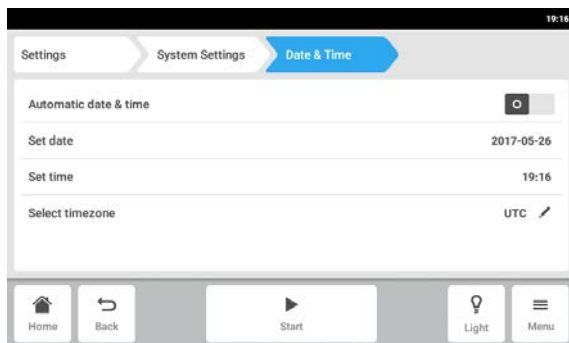 19:16
Settings System Settings Date & Time
Automatic date & time O
Set date 2017-05-26
Set time 19:16
Select timezone UTC
Home Back Start Light Menu